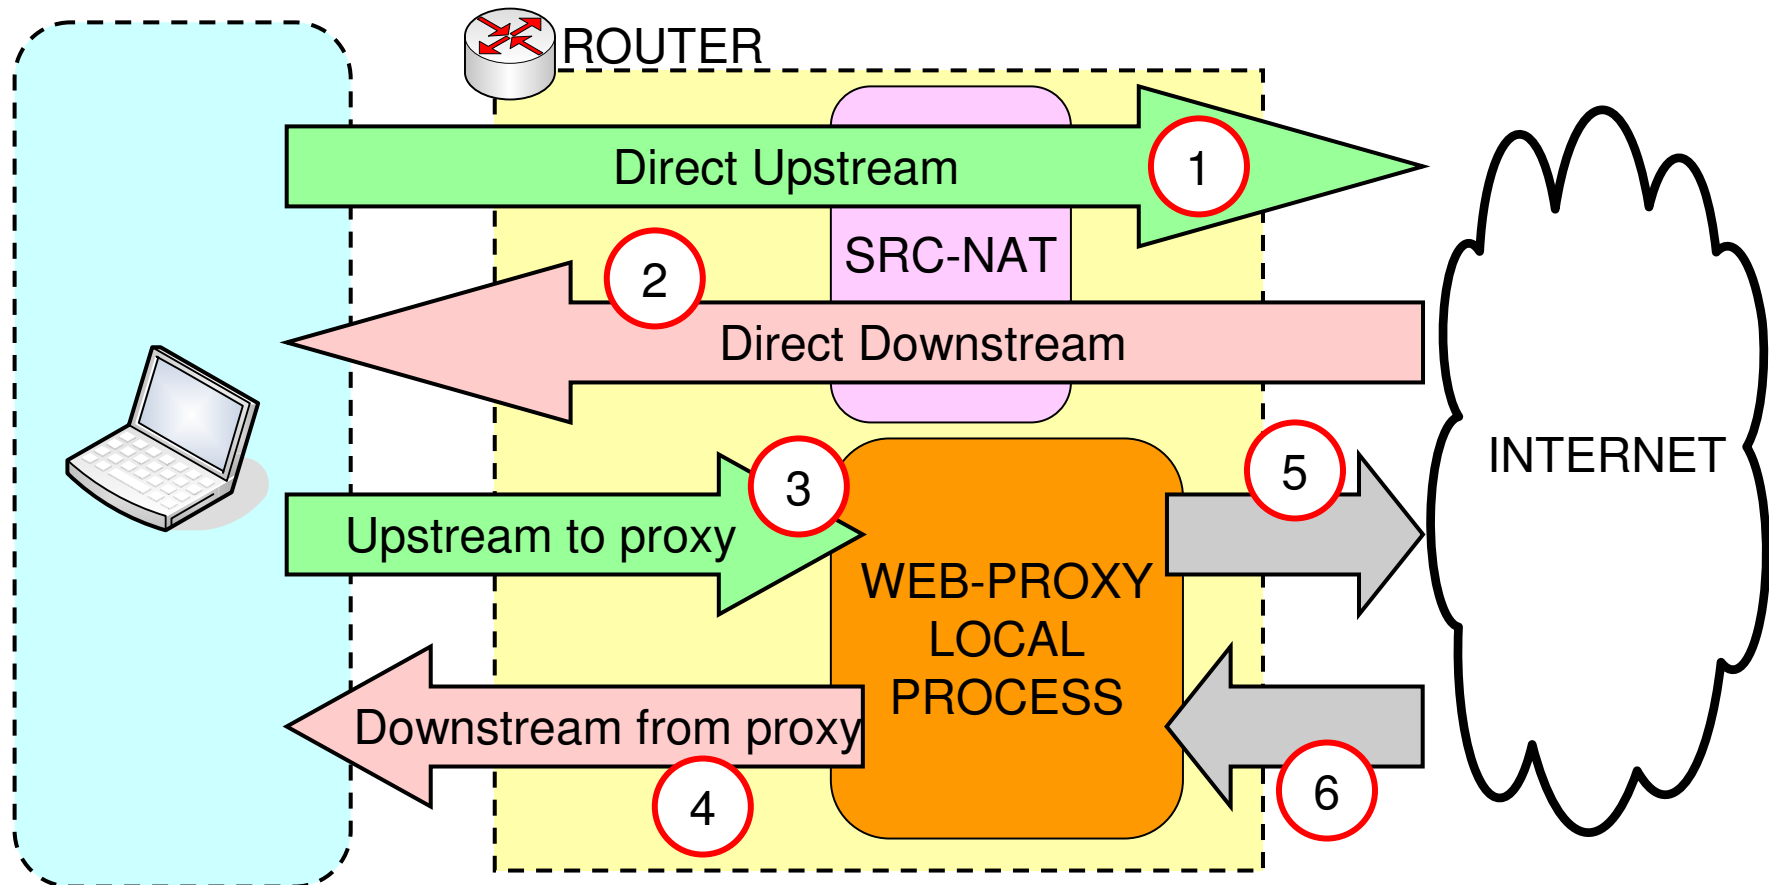 ROUTER
Direct Upstream
1
SRC-NAT
2
Direct Downstream
3
Upstream to proxy
5
INTERNET
WEB-PROXY
LOCAL
PROCESS
Downstream from proxy
4
6